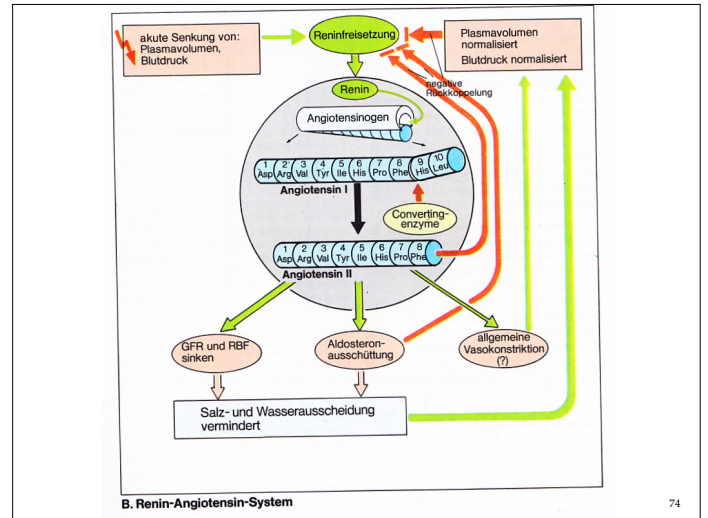 akute Senkung von:
Plasmavolumen,
Blutdruck
Reninfreisetzung
Plasmavolumen
normalisiert
Blutdruck normalisiert
negative
Rückkoppelung
Renin
Angiotensinogen
1 2 3 4 5 6 7 8 9 10
Asp Arg Val Tyr Ile His Pro Phe His Leu
Angiotensin I
Converting-
enzyme
1 2 3 4 5 6 7 8
Asp Arg Val Tyr Ile His Pro Phe
Angiotensin II
GFR und RBF
sinken
Aldosteron-
ausschüttung
allgemeine
Vasokonstriktion
(?)
Salz- und Wasserausscheidung
vermindert
B. Renin-Angiotensin-System
74